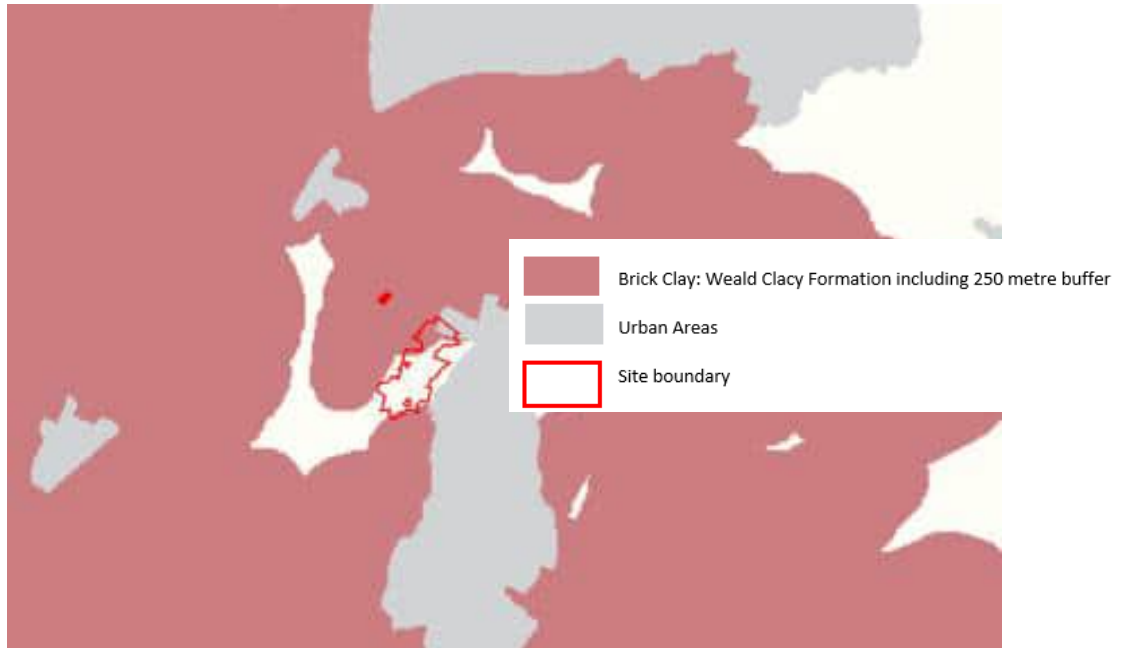 Brick Clay: Weald Clacy Formation including 250 metre buffer
Urban Areas
Site boundary